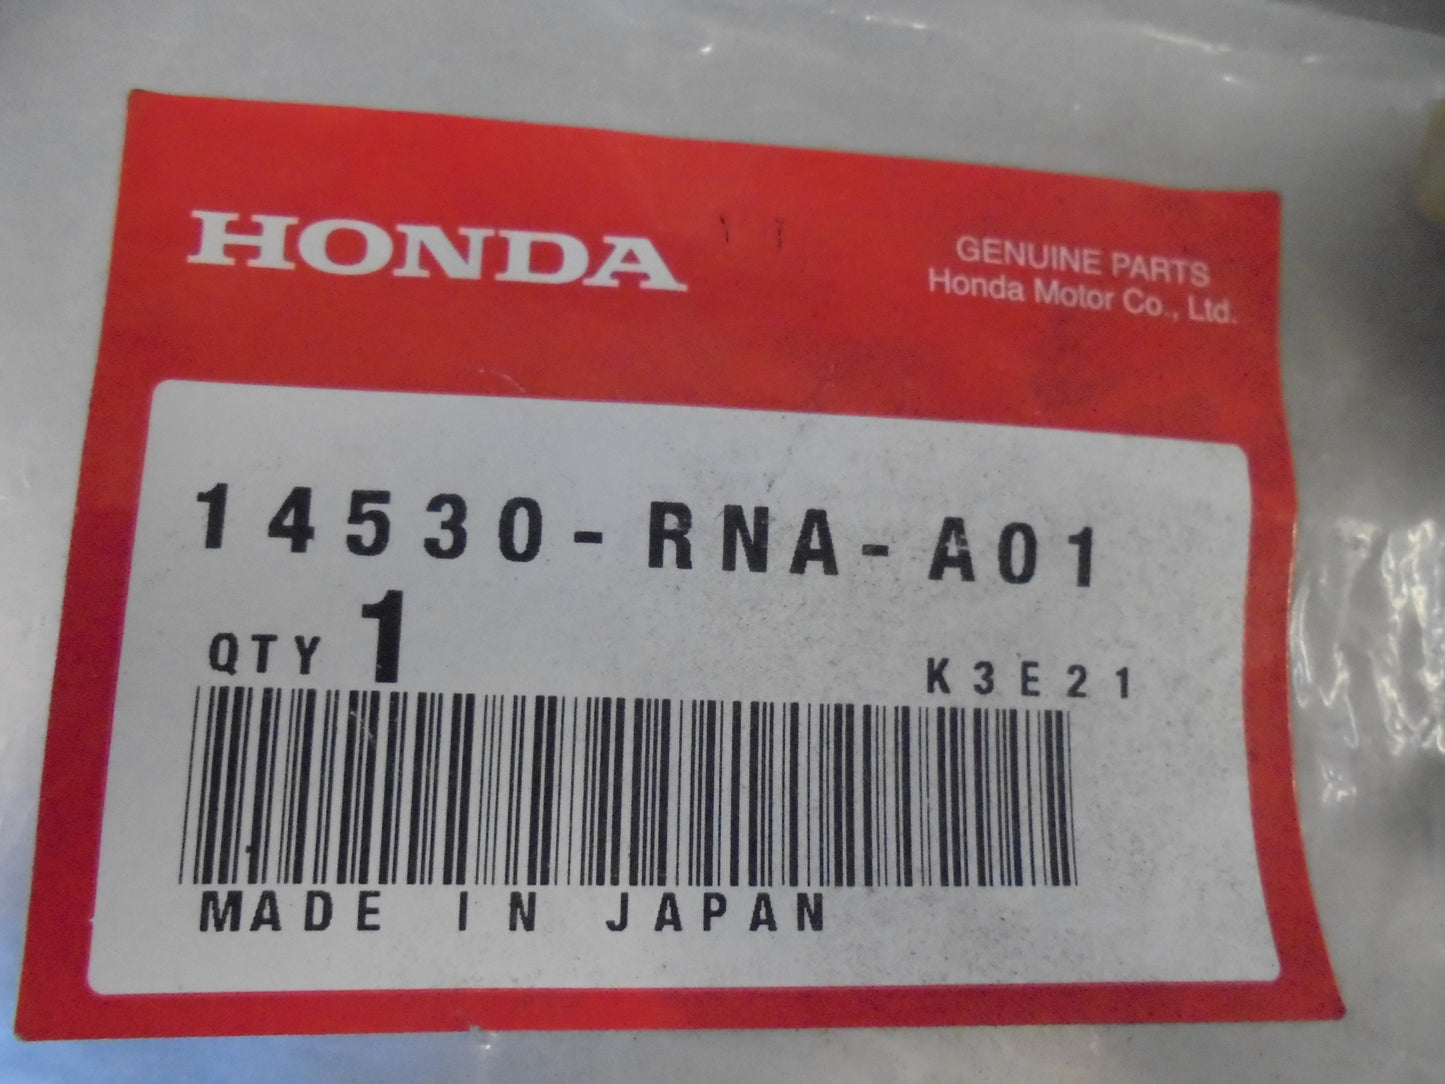 HONDA
GENUINE PARTS
Honda Motor Co., Ltd.
14530-RNA-A01
QTY 1
K3E21
MADE IN JAPAN